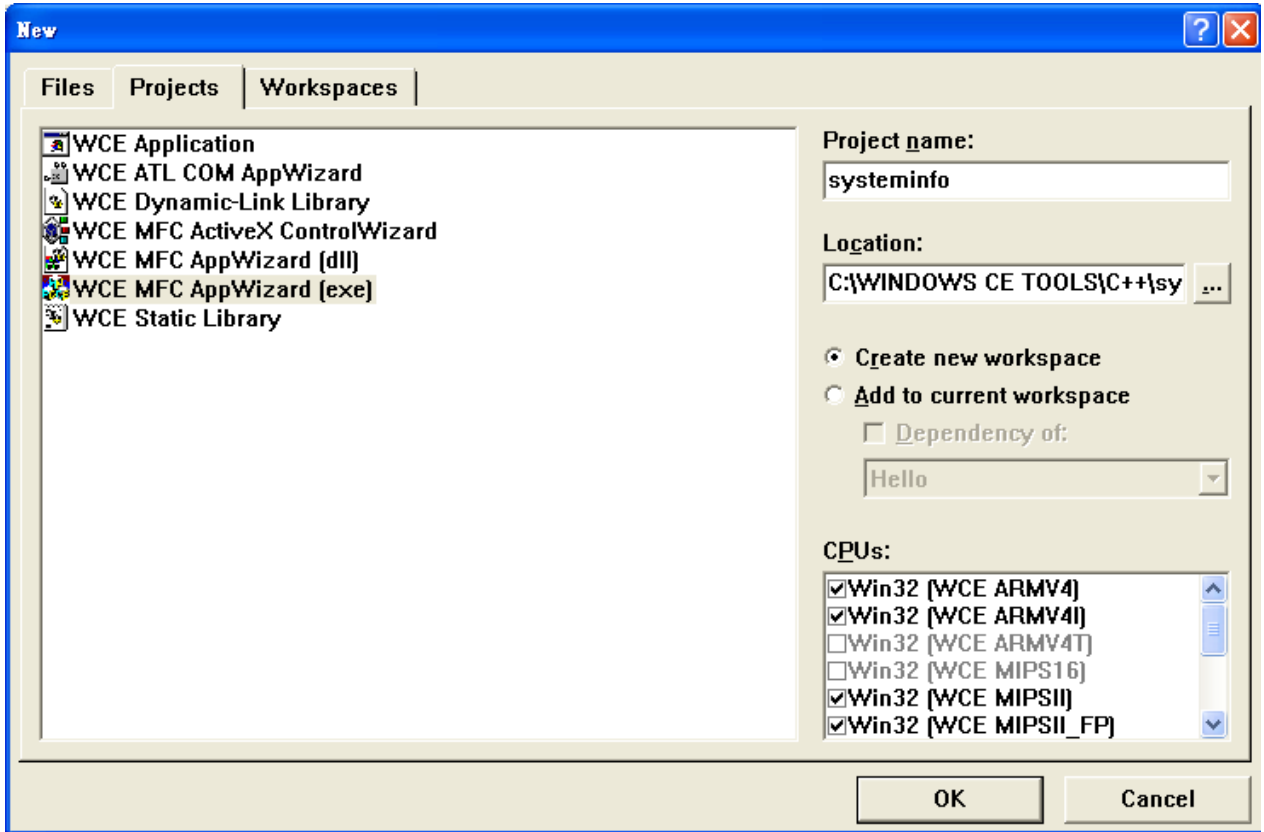 New
Files Projects Workspaces
WCE Application
WCE ATL COM AppWizard
WCE Dynamic-Link Library
WCE MFC ActiveX ControlWizard
WCE MFC AppWizard (dll)
WCE MFC AppWizard (exe)
WCE Static Library
Project name:
systeminfo
Location:
C:\WINDOWS CE TOOLS\C++\sy ...
Create new workspace
Add to current workspace
Dependency of:
Hello
CPUs:
Win32 (WCE ARMV4)
Win32 (WCE ARMV4I)
Win32 (WCE ARMV4T)
Win32 (WCE MIPS16)
Win32 (WCE MIPSII)
Win32 (WCE MIPSII_FP)
OK Cancel